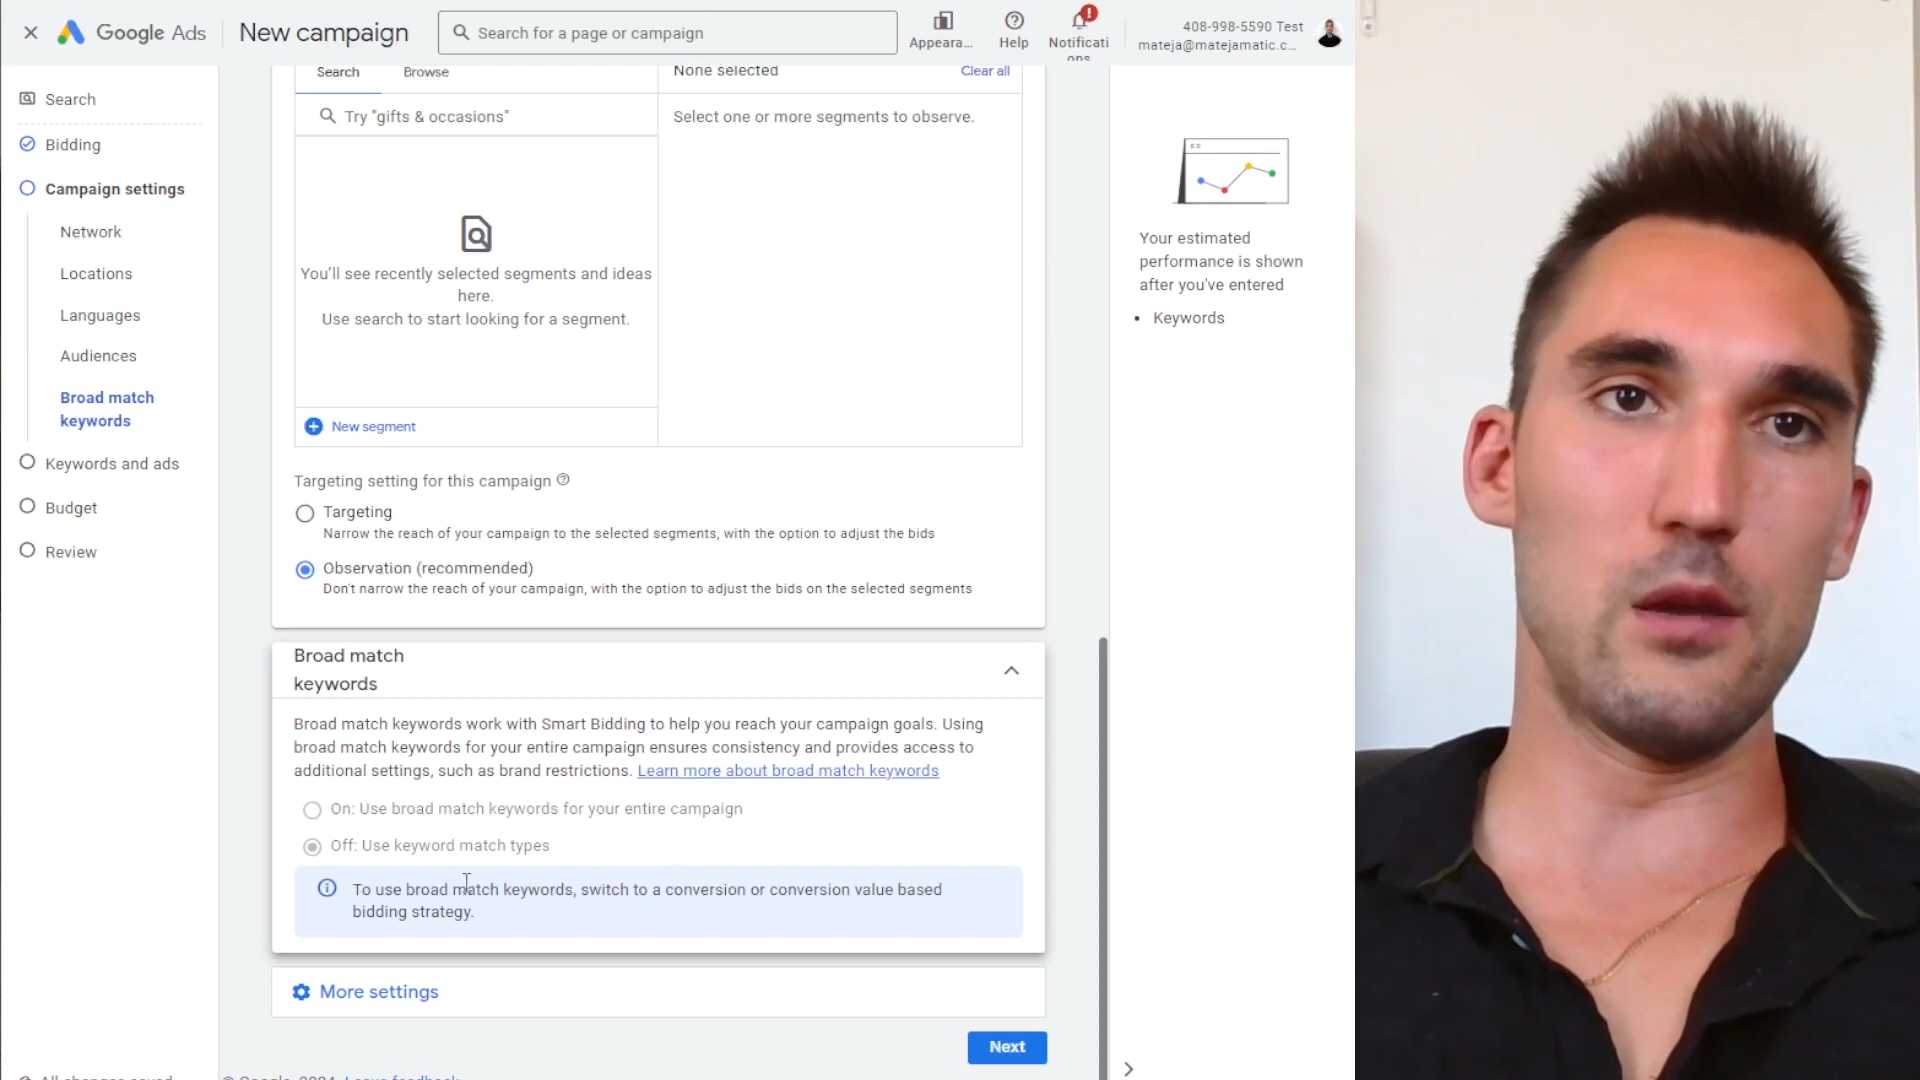 Google Ads
New campaign
Search for a page or campaign
Appeara...
Help
Notificati
ons
408-998-5590 Test
mateja@matejamatic.c...
Search
Bidding
Campaign settings
Network
Locations
Languages
Audiences
Broad match
keywords
Keywords and ads
Budget
Review
Search
Browse
None selected
Clear all
Try "gifts & occasions"
Select one or more segments to observe.
You'll see recently selected segments and ideas
here.
Use search to start looking for a segment.
New segment
Targeting setting for this campaign
Targeting
Narrow the reach of your campaign to the selected segments, with the option to adjust the bids
Observation (recommended)
Don't narrow the reach of your campaign, with the option to adjust the bids on the selected segments
Broad match
keywords
Broad match keywords work with Smart Bidding to help you reach your campaign goals. Using
broad match keywords for your entire campaign ensures consistency and provides access to
additional settings, such as brand restrictions. Learn more about broad match keywords
On: Use broad match keywords for your entire campaign
Off: Use keyword match types
To use broad match keywords, switch to a conversion or conversion value based
bidding strategy.
More settings
Next
Your estimated
performance is shown
after you've entered
• Keywords
All changes saved
© Google, 2024. Leave feedback